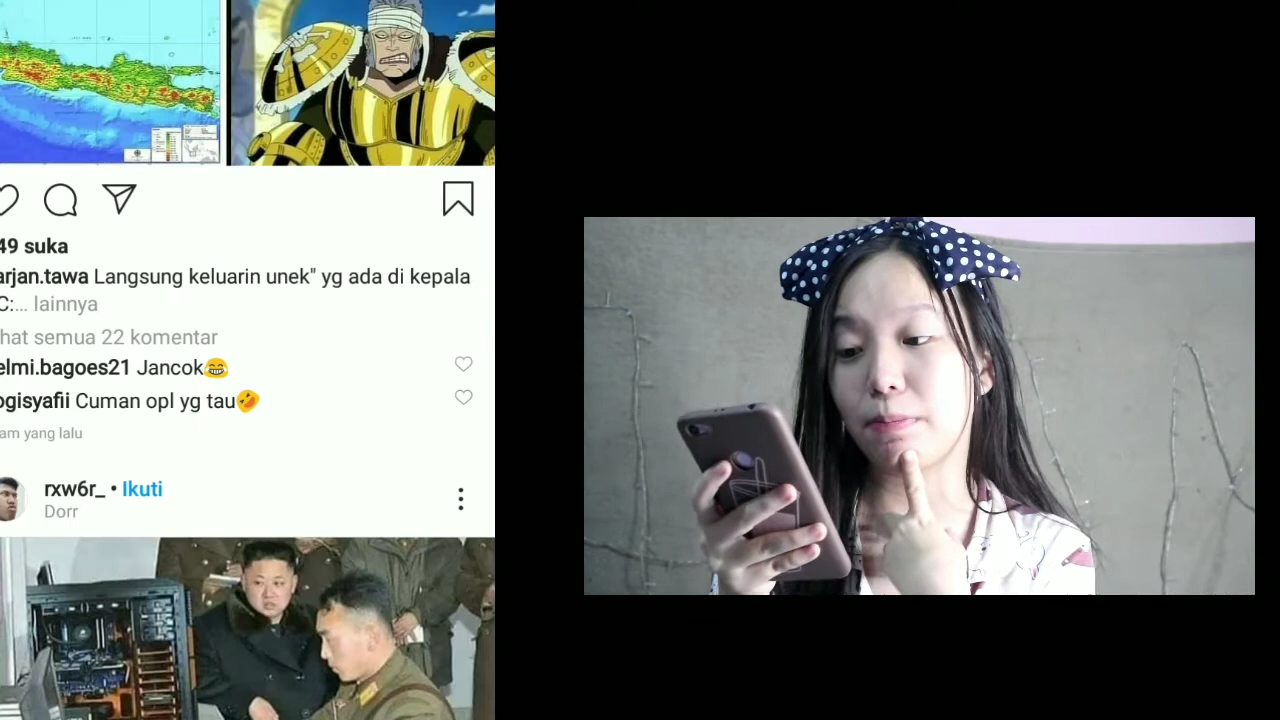 49 suka
arjan.tawa Langsung keluarin unek" yg ada di kepala
C:... lainnya
hat semua 22 komentar
elmi.bagoes21 Jancok😂
ogisyafii Cuman opl yg tau🤣
am yang lalu
rxw6r_ • Ikuti
Dorr